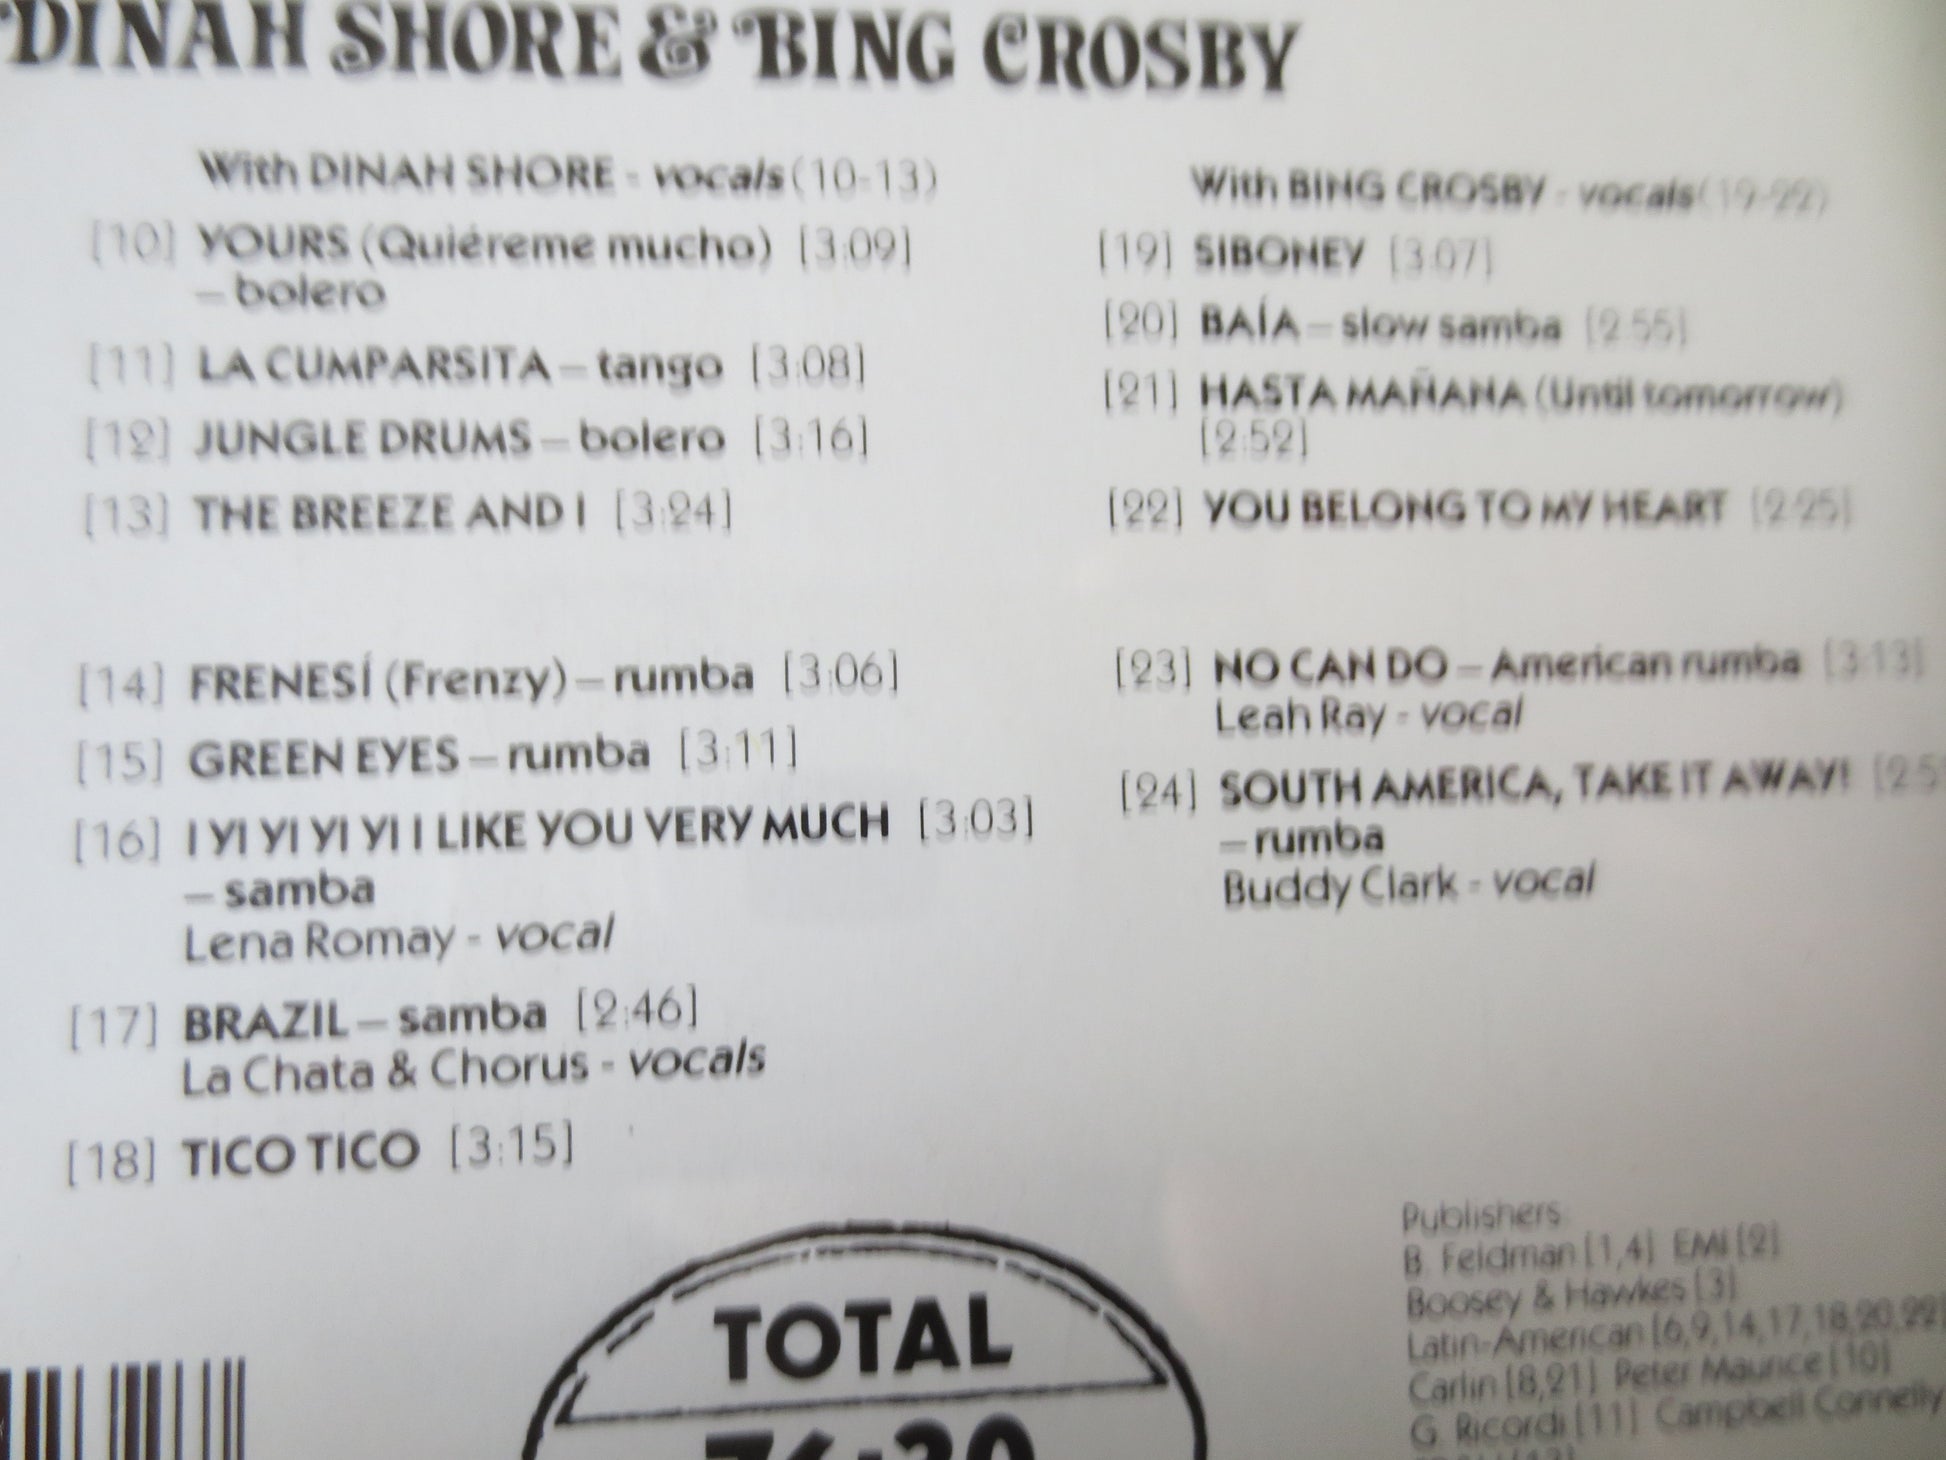 DINAH SHORE & BING CROSBY
With DINAH SHORE - vocals (10-13)
[10] YOURS (Quiéreme mucho) [3:09]
– bolero
[11] LA CUMPARSITA – tango [3:08]
[12] JUNGLE DRUMS – bolero [3:16]
[13] THE BREEZE AND I [3:24]
[14] FRENESÍ (Frenzy) – rumba [3:06]
[15] GREEN EYES – rumba [3:11]
[16] I YI YI YI YI I LIKE YOU VERY MUCH [3:03]
– samba
Lena Romay - vocal
[17] BRAZIL – samba [2:46]
La Chata & Chorus - vocals
[18] TICO TICO [3:15]
With BING CROSBY - vocals (19-22)
[19] SIBONEY [3:07]
[20] BAÍA – slow samba [2:55]
[21] HASTA MAÑANA (Until tomorrow)
[2:52]
[22] YOU BELONG TO MY HEART [2:25]
[23] NO CAN DO – American rumba [3:13]
Leah Ray - vocal
[24] SOUTH AMERICA, TAKE IT AWAY!
– rumba
Buddy Clark - vocal
TOTAL
76:20
Publishers:
B. Feldman [1,4] EMI [2]
Boosey & Hawkes [3]
Latin-American [6,9,14,17,18,20,22]
Carlin [8,21] Peter Maurice [10]
G. Ricordi [11] Campbell Connelly